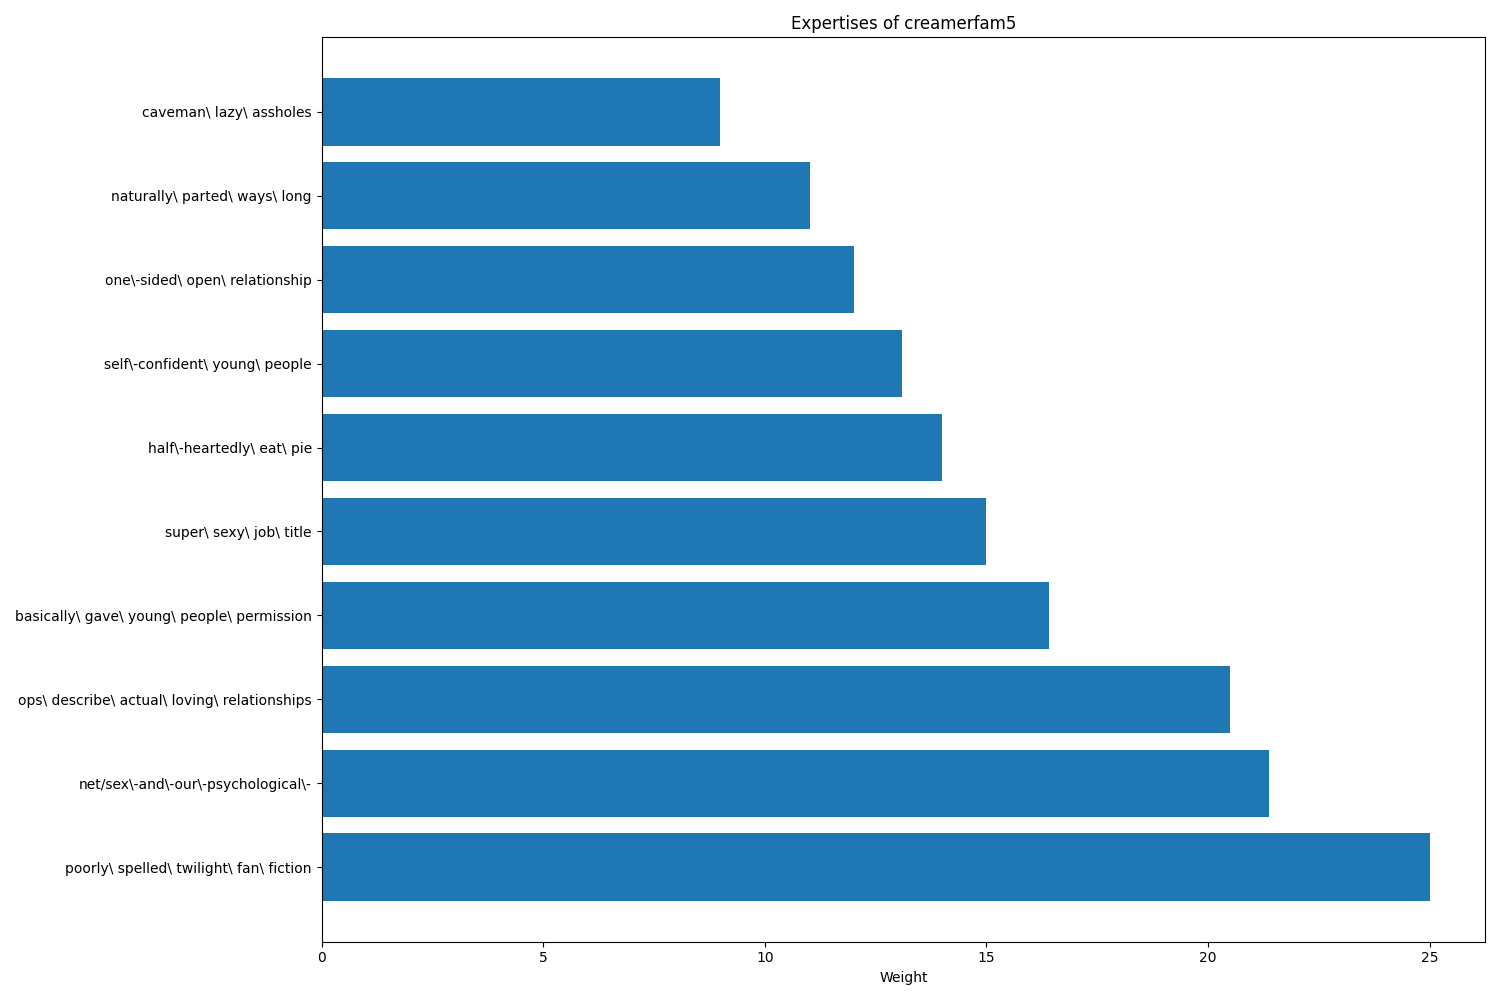 Expertises of creamerfam5
caveman\ lazy\ assholes
naturally\ parted\ ways\ long
one\-sided\ open\ relationship
self\-confident\ young\ people
half\-heartedly\ eat\ pie
super\ sexy\ job\ title
basically\ gave\ young\ people\ permission
ops\ describe\ actual\ loving\ relationships
net/sex\-and\-our\-psychological\-
poorly\ spelled\ twilight\ fan\ fiction
0 5 10 15 20 25
Weight